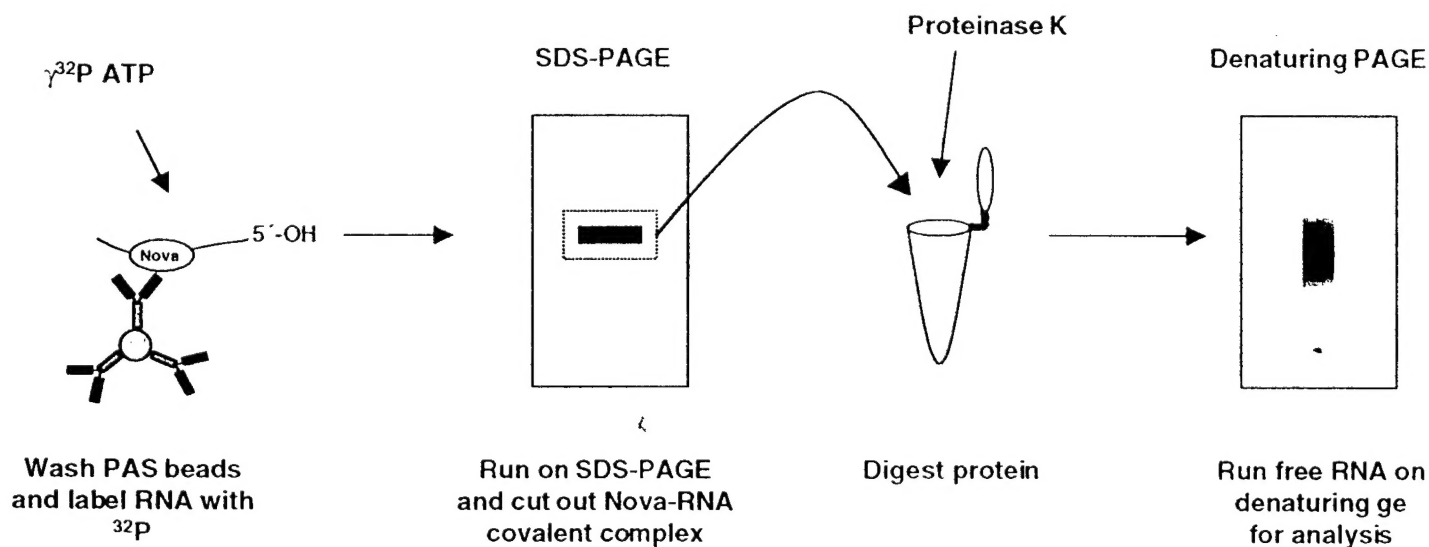 Proteinase K
γ³²P ATP
SDS-PAGE
Denaturing PAGE
5´-OH
Nova
Wash PAS beads
and label RNA with
³²P
Run on SDS-PAGE
and cut out Nova-RNA
covalent complex
Digest protein
Run free RNA on
denaturing ge
for analysis